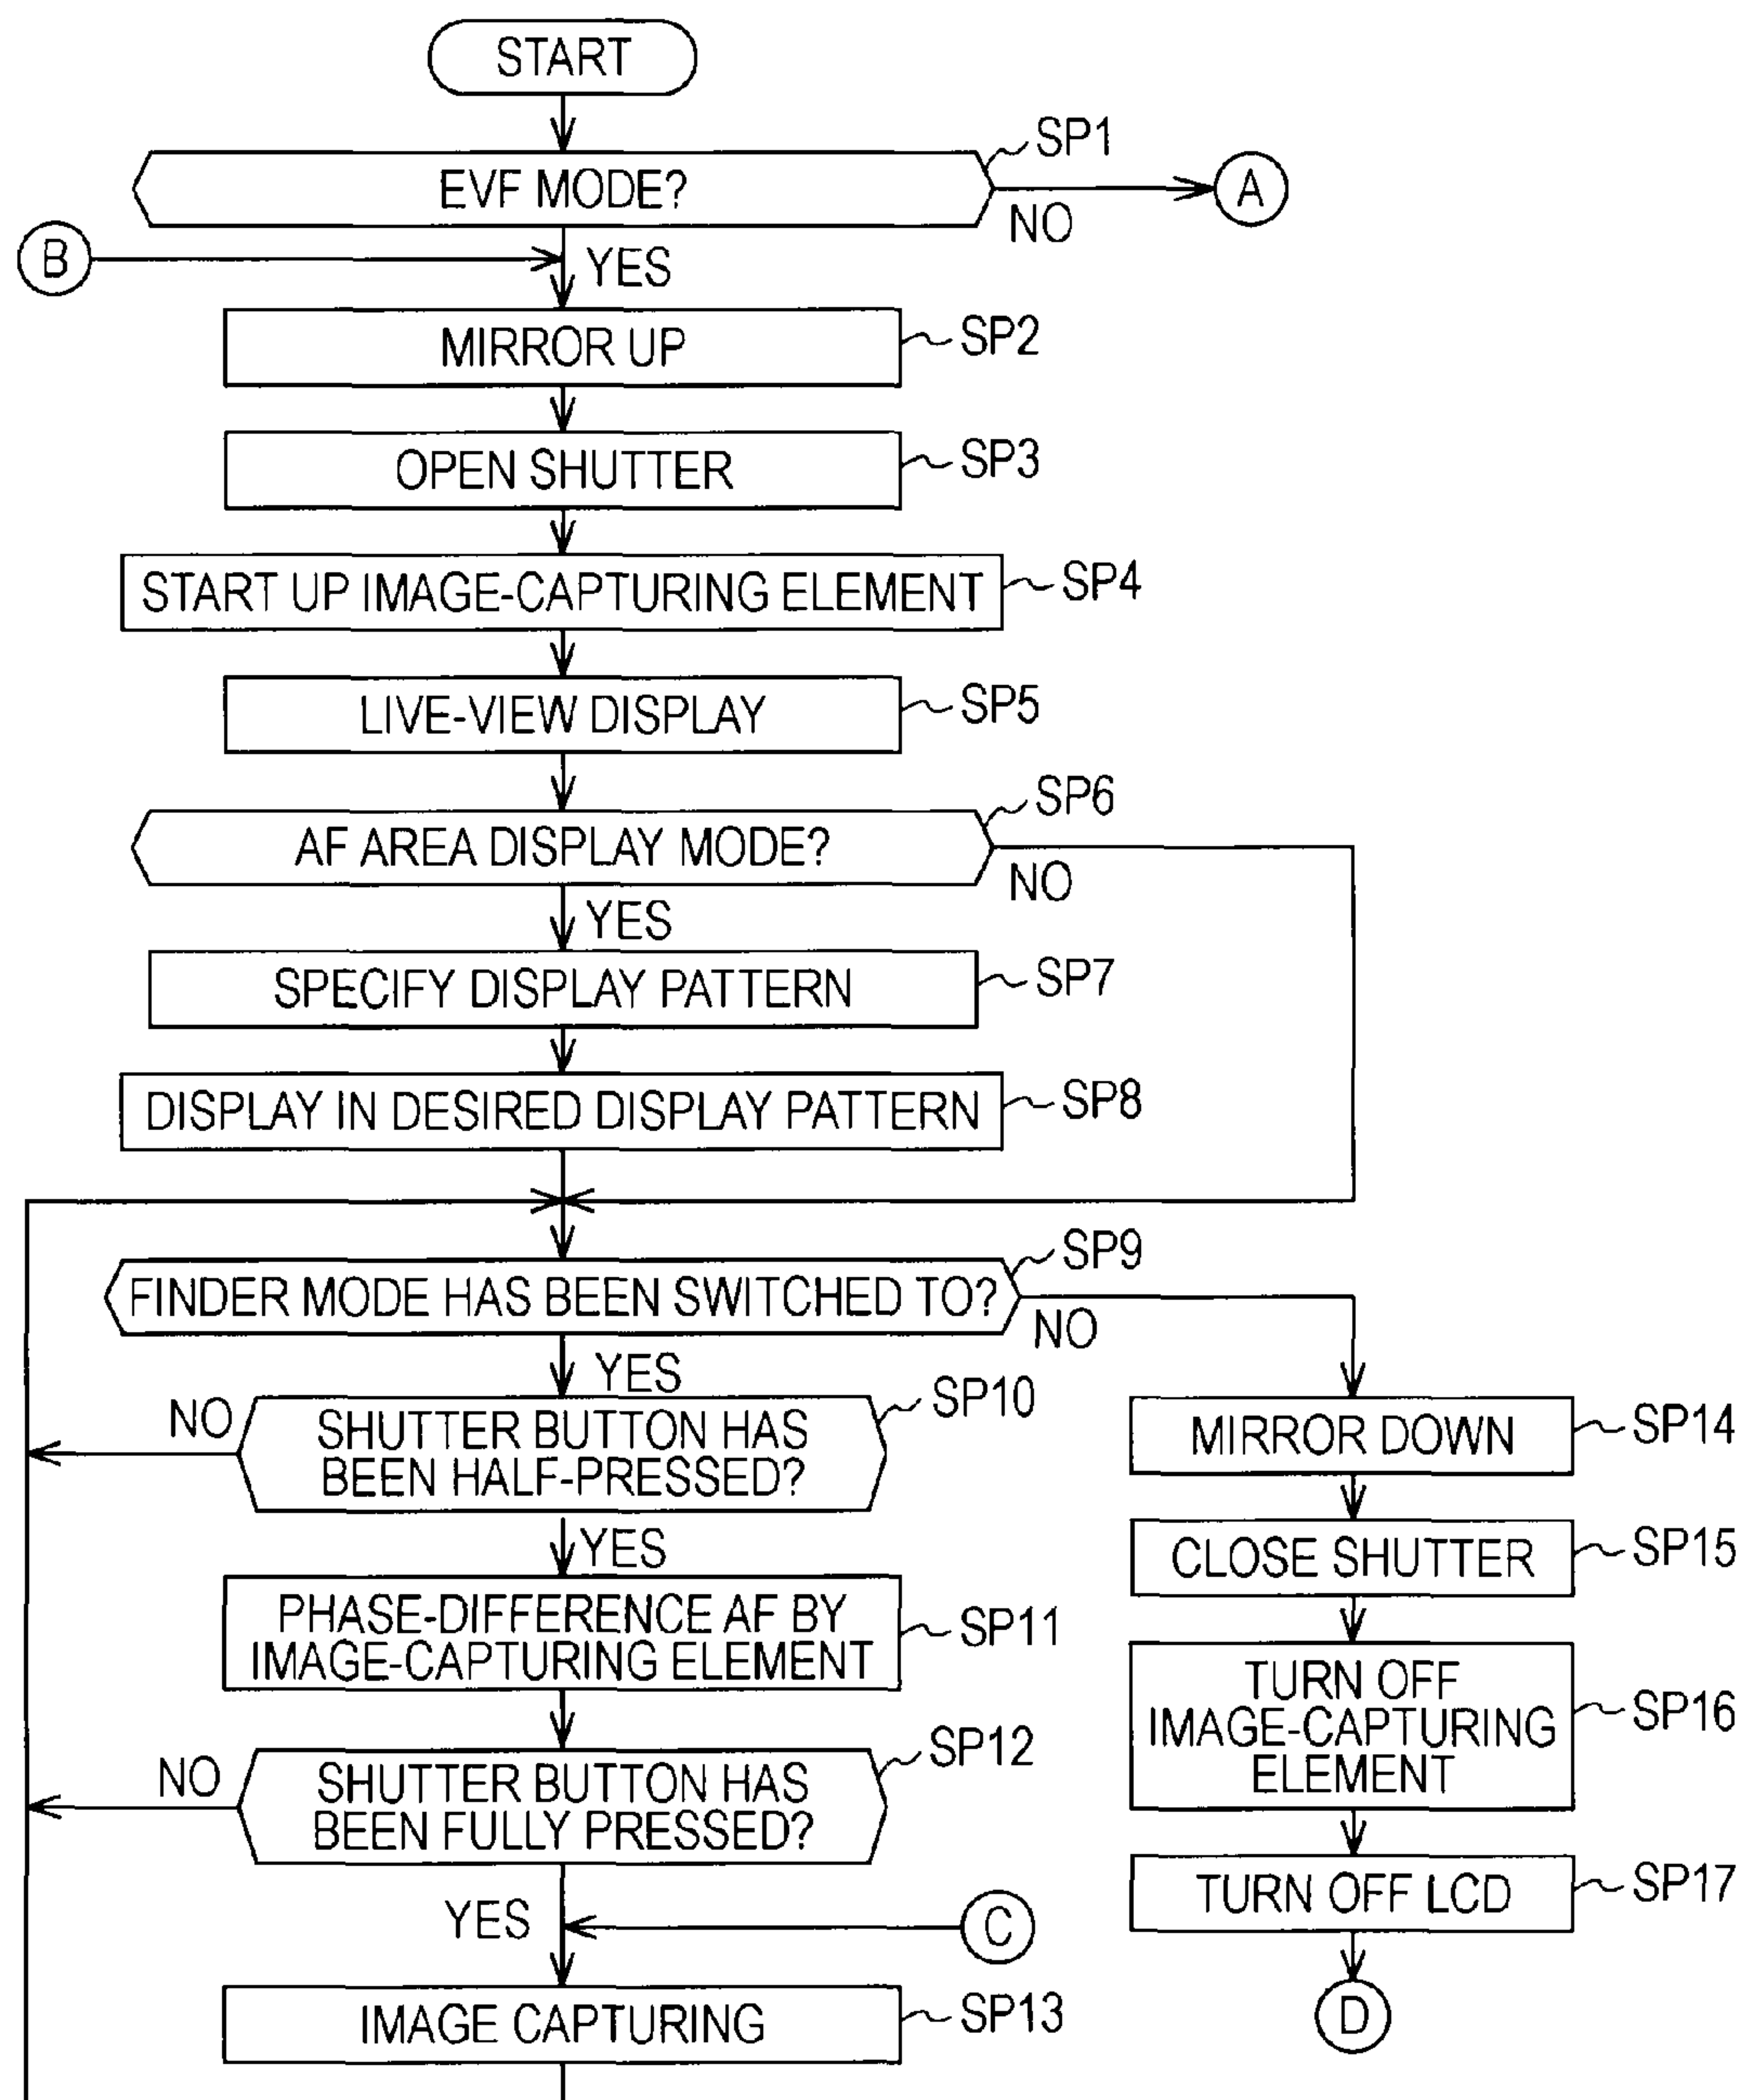 START
SP1
EVF MODE?
A
NO
B
YES
MIRROR UP
SP2
OPEN SHUTTER
SP3
START UP IMAGE-CAPTURING ELEMENT
SP4
LIVE-VIEW DISPLAY
SP5
SP6
AF AREA DISPLAY MODE?
NO
YES
SPECIFY DISPLAY PATTERN
SP7
DISPLAY IN DESIRED DISPLAY PATTERN
SP8
SP9
FINDER MODE HAS BEEN SWITCHED TO?
NO
YES
SP10
NO
SHUTTER BUTTON HAS
BEEN HALF-PRESSED?
YES
PHASE-DIFFERENCE AF BY
IMAGE-CAPTURING ELEMENT
SP11
SP12
NO
SHUTTER BUTTON HAS
BEEN FULLY PRESSED?
YES
C
IMAGE CAPTURING
SP13
MIRROR DOWN
SP14
CLOSE SHUTTER
SP15
TURN OFF
IMAGE-CAPTURING
ELEMENT
SP16
TURN OFF LCD
SP17
D